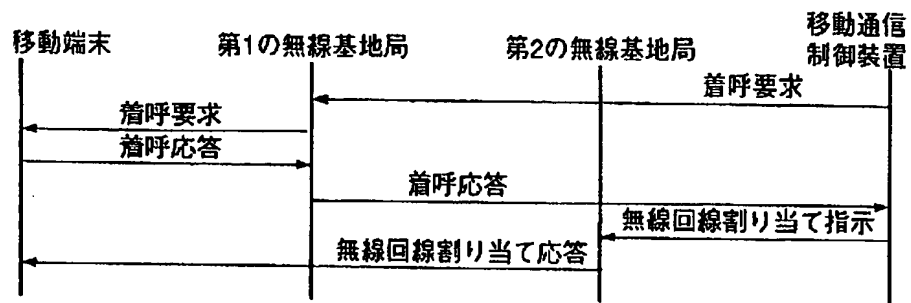 移動端末
第1の無線基地局
第2の無線基地局
移動通信
制御装置
着呼要求
着呼要求
着呼応答
着呼応答
無線回線割り当て指示
無線回線割り当て応答